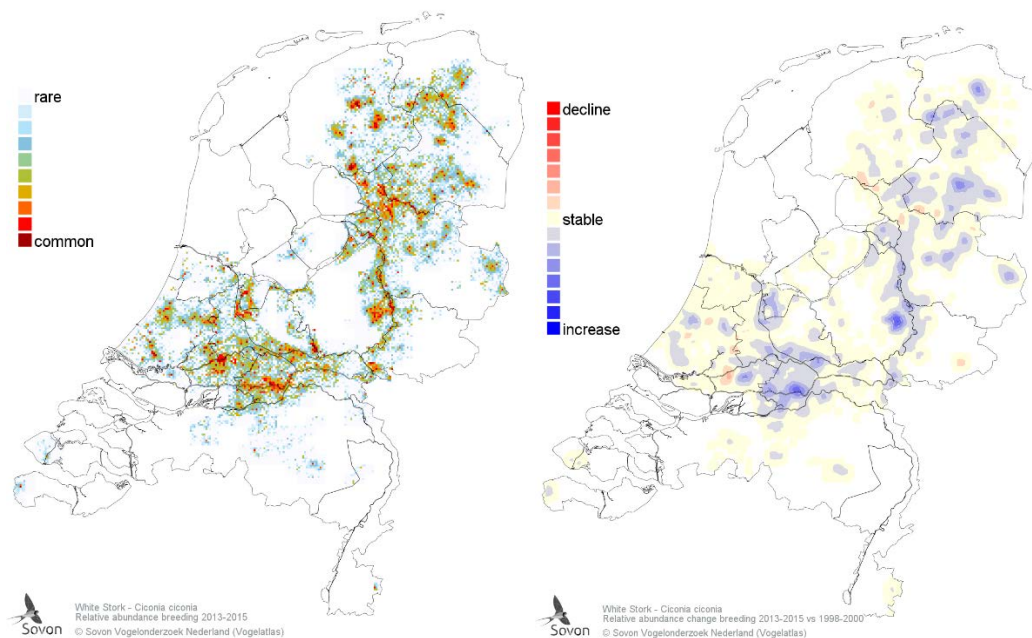 rare
common
decline
stable
increase
Sovon
White Stork - Ciconia ciconia
Relative abundance breeding 2013-2015
© Sovon Vogelonderzoek Nederland (Vogelatlas)
Sovon
White Stork - Ciconia ciconia
Relative abundance change breeding 2013-2015 vs 1998-2000
© Sovon Vogelonderzoek Nederland (Vogelatlas)